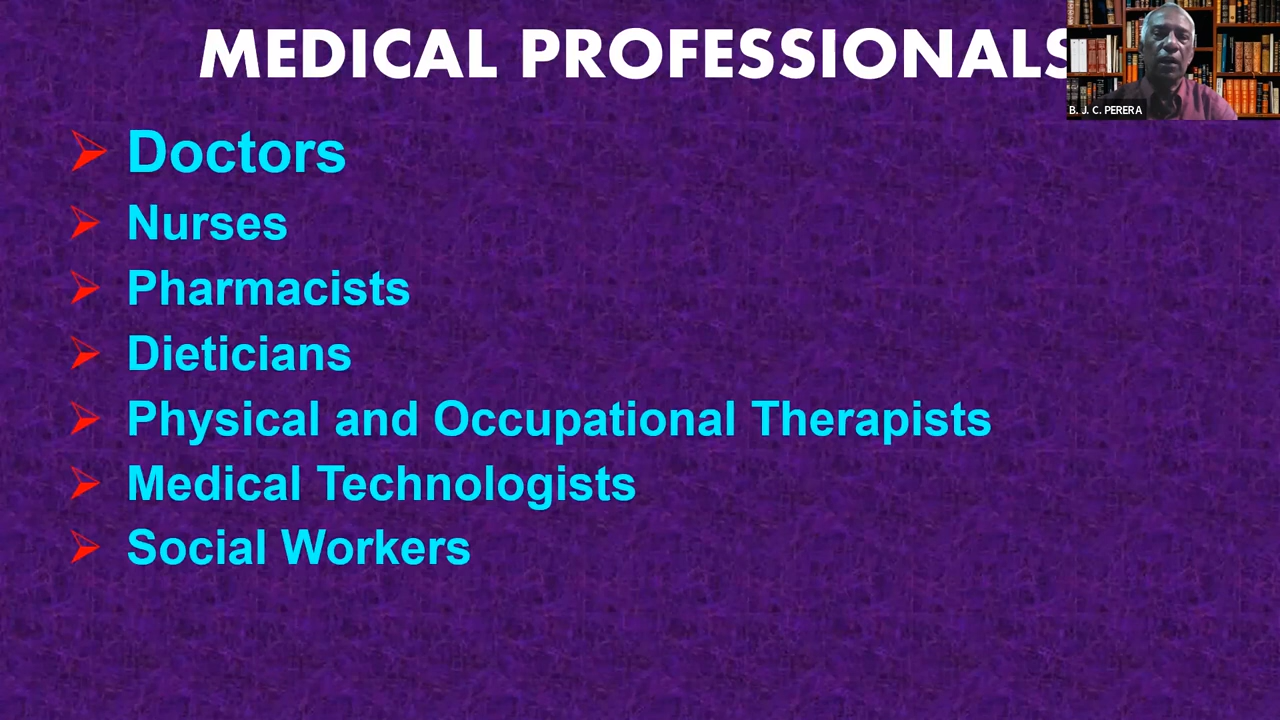 MEDICAL PROFESSIONALS
B. J. C. PERERA
Doctors
Nurses
Pharmacists
Dieticians
Physical and Occupational Therapists
Medical Technologists
Social Workers